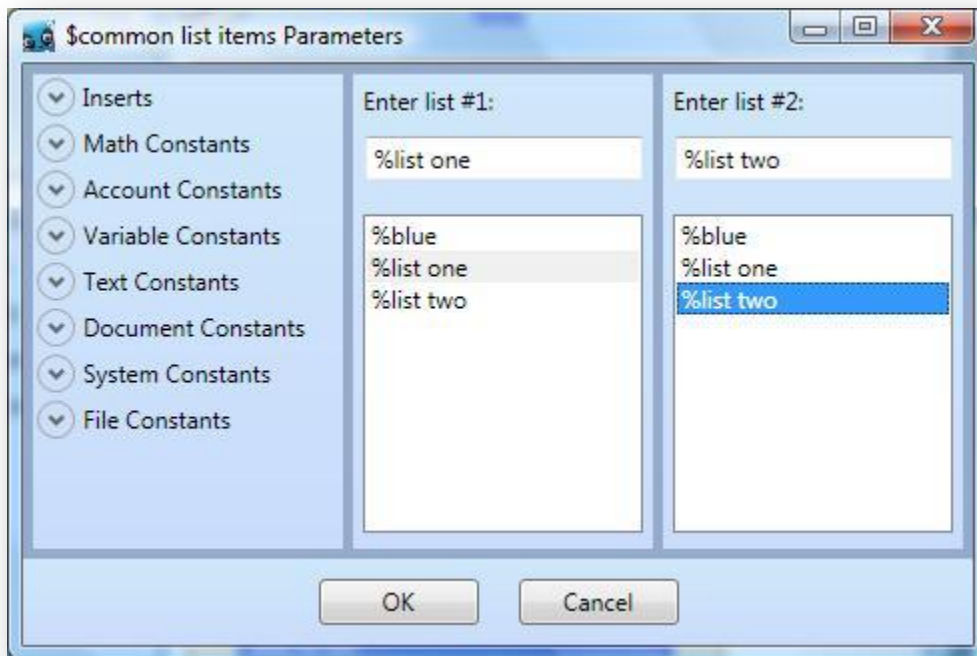 $common list items Parameters
Inserts
Math Constants
Account Constants
Variable Constants
Text Constants
Document Constants
System Constants
File Constants
Enter list #1:
%list one
%blue
%list one
%list two
Enter list #2:
%list two
%blue
%list one
%list two
OK
Cancel